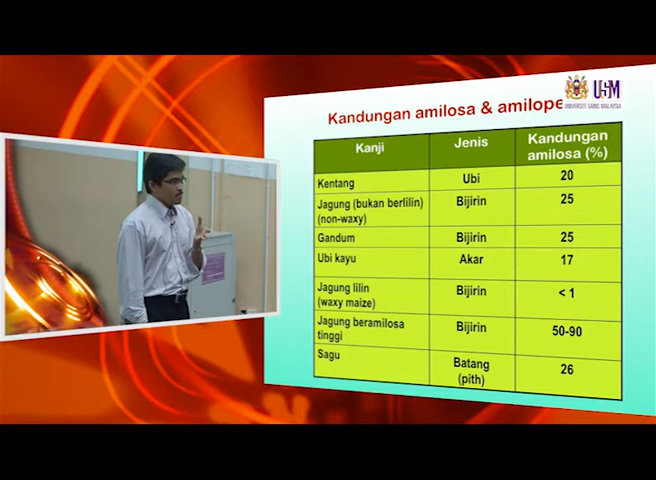 USM
UNIVERSITI SAINS MALAYSIA
Kandungan amilosa & amilope
Kanji Jenis Kandungan amilosa (%)
Kentang Ubi 20
Jagung (bukan berlilin) (non-waxy) Bijirin 25
Gandum Bijirin 25
Ubi kayu Akar 17
Jagung lilin (waxy maize) Bijirin < 1
Jagung beramilosa tinggi Bijirin 50-90
Sagu Batang (pith) 26